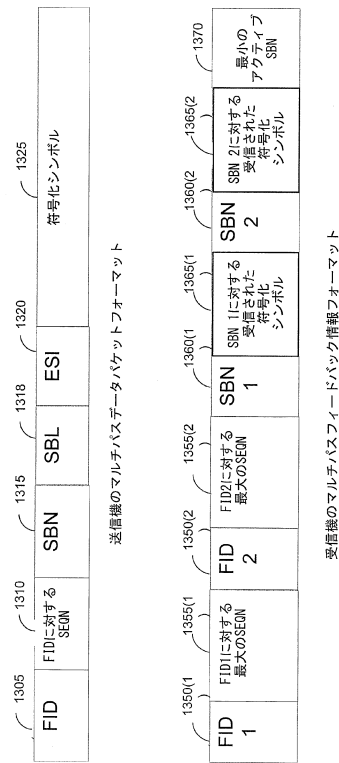 1305
1310
1315
1318
1320
1325
FID
FIDに対する
SEQN
SBN
SBL
ESI
符号化シンボル
送信機のマルチパスデータパケットフォーマット
1350(1
1355(1
1350(2
1355(2
1360(1
1365(1
1360(2
1365(2
1370
FID
1
FID1に対する
最大のSEQN
FID
2
FID2に対する
最大のSEQN
SBN
1
SBN 1に対する
受信された
符号化
シンボル
SBN
2
SBN 2に対する
受信された
符号化
シンボル
最小の
アクティブ
SBN
受信機のマルチパスフィードバック情報フォーマット